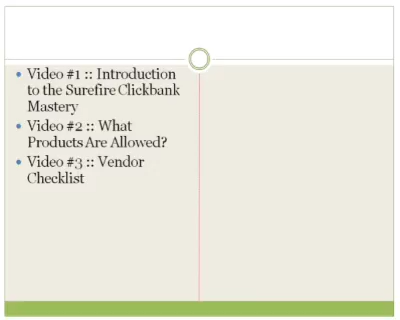 Video #1 :: Introduction
to the Surefire Clickbank
Mastery
Video #2 :: What
Products Are Allowed?
Video #3 :: Vendor
Checklist